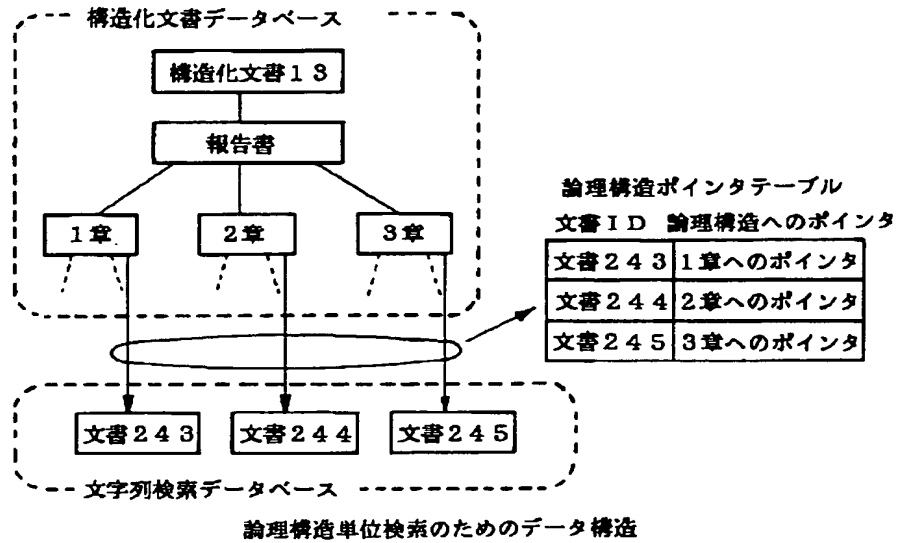 構造化文書データベース
構造化文書13
報告書
1章
2章
3章
論理構造ポインタテーブル
文書ID 論理構造へのポインタ
文書243 1章へのポインタ
文書244 2章へのポインタ
文書245 3章へのポインタ
文書243
文書244
文書245
文字列検索データベース
論理構造単位検索のためのデータ構造